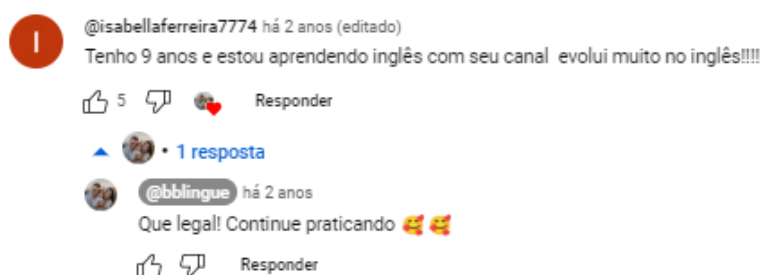 I
@isabellaferreira7774 há 2 anos (editado)
Tenho 9 anos e estou aprendendo inglês com seu canal evolui muito no inglês!!!!
5 Responder
• 1 resposta
@bblingue há 2 anos
Que legal! Continue praticando 🥰 🥰
Responder